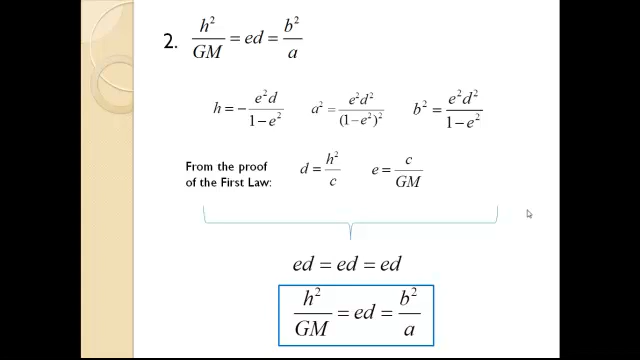 2. h²/GM = ed = b²/a
h = − e²d/1−e² a² = e²d²/(1−e²)² b² = e²d²/1−e²
From the proof of the First Law: d = h²/c e = c/GM
ed = ed = ed
h²/GM = ed = b²/a